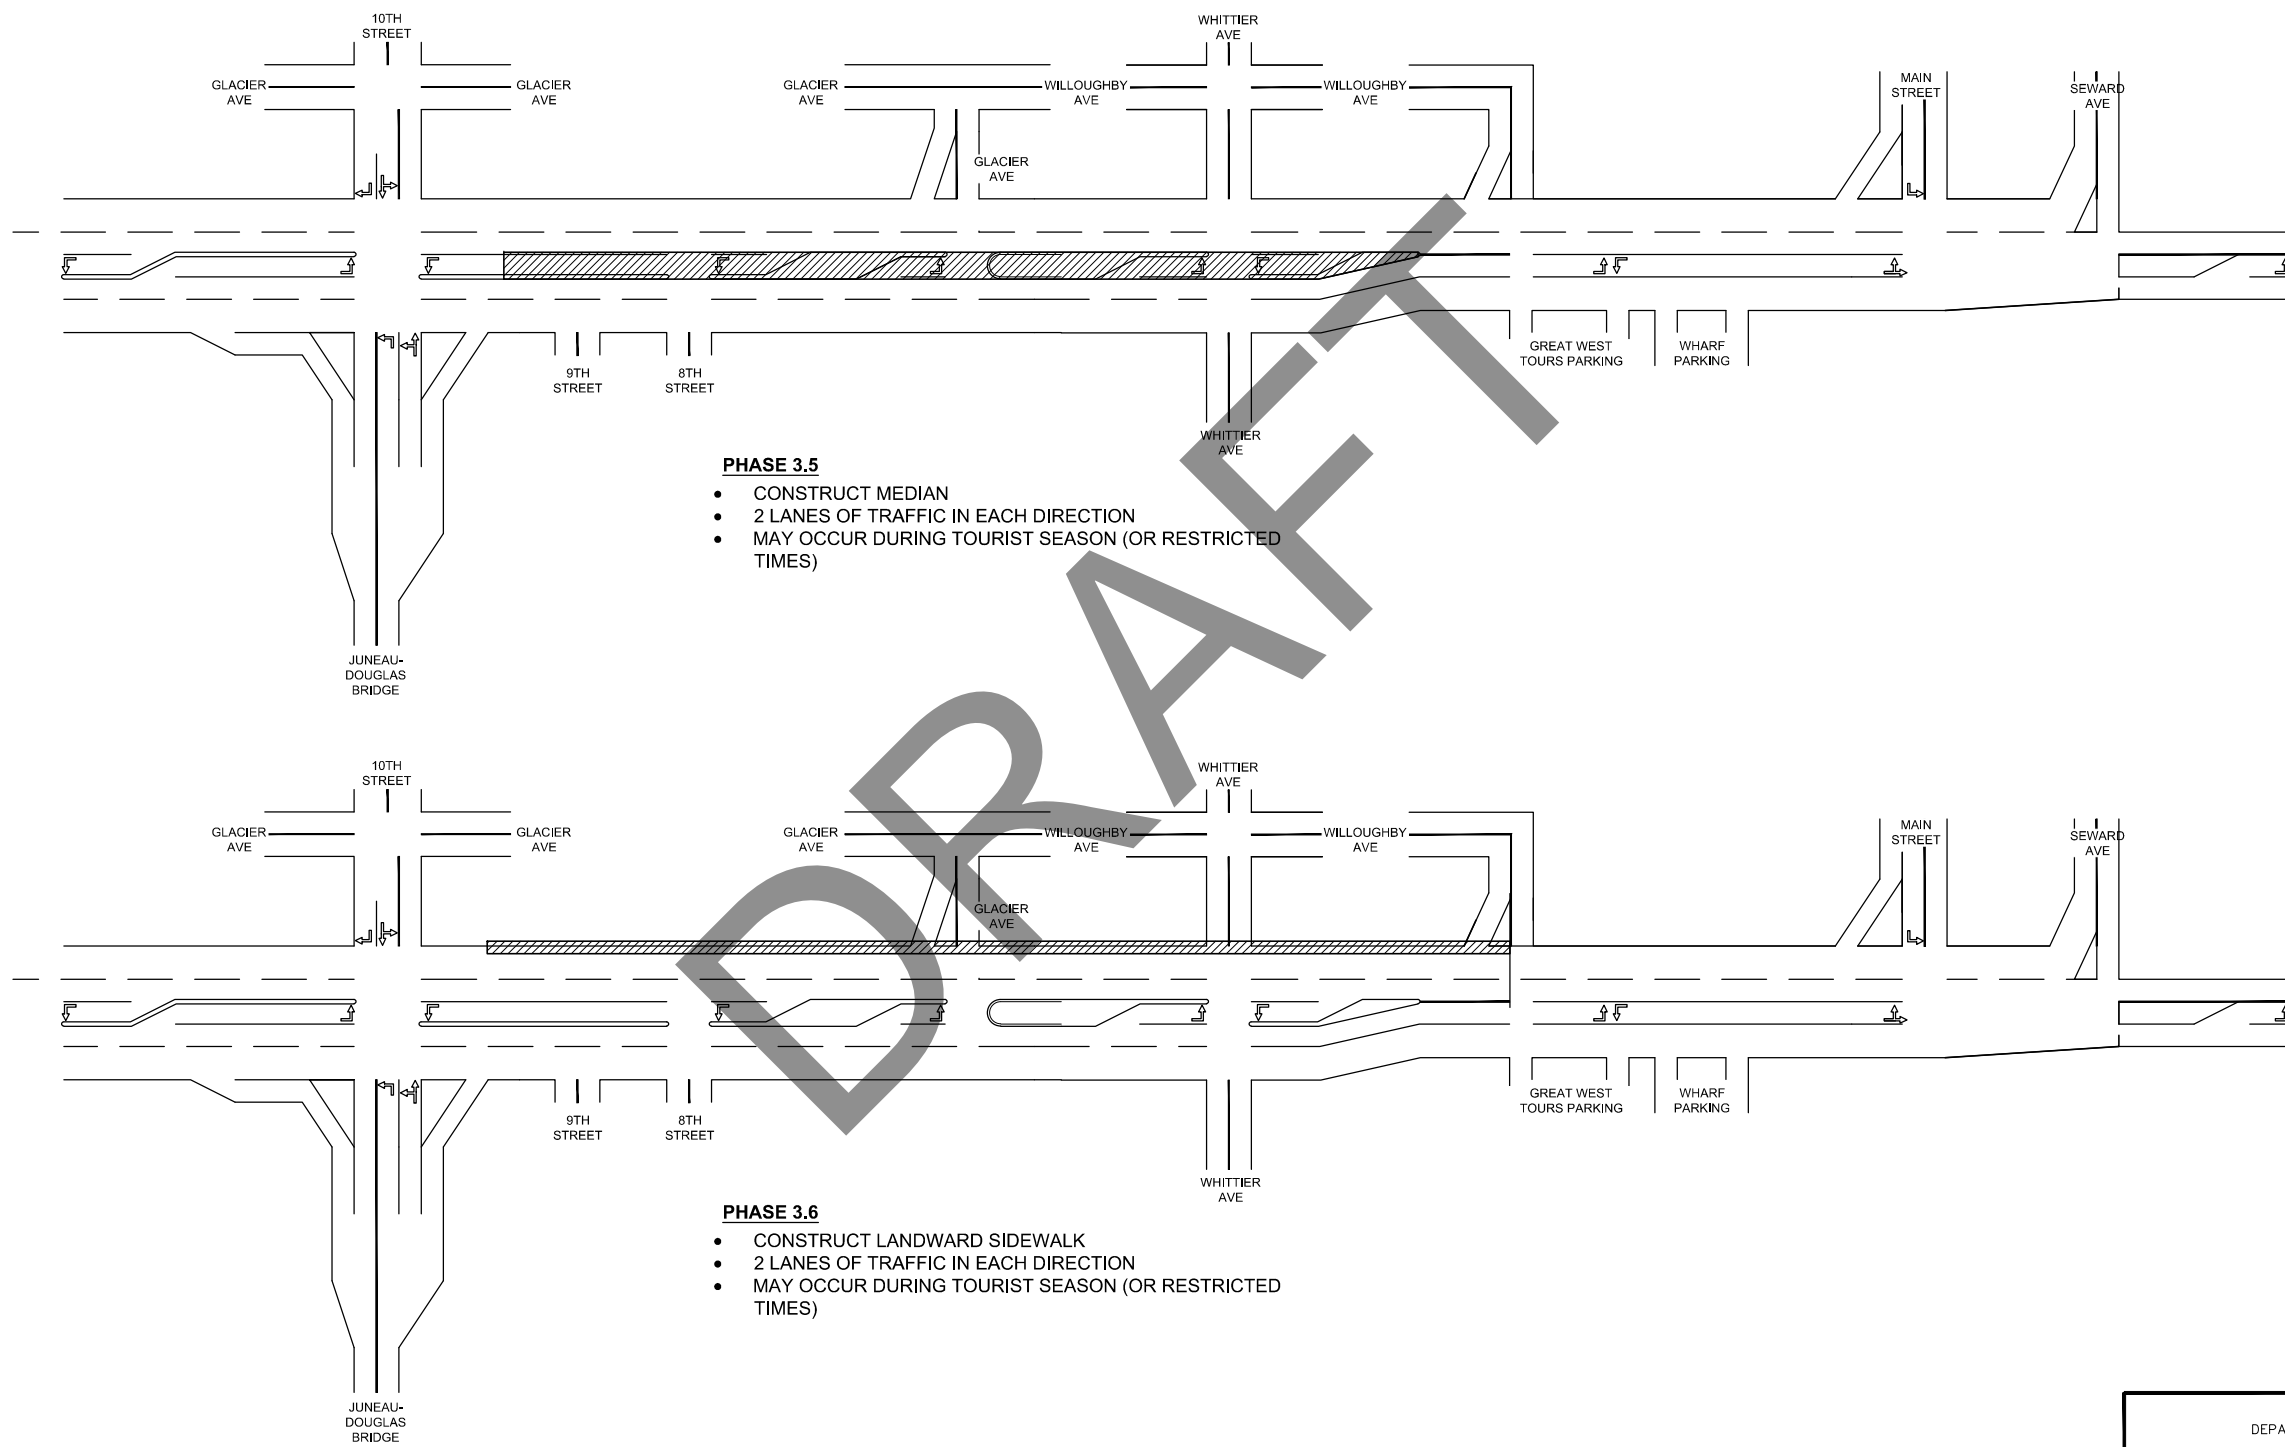 10TH
STREET
WHITTIER
AVE
GLACIER
AVE
GLACIER
AVE
GLACIER
AVE
WILLOUGHBY
AVE
WILLOUGHBY
AVE
MAIN
STREET
SEWARD
AVE
GLACIER
AVE
9TH
STREET
8TH
STREET
GREAT WEST
TOURS PARKING
WHARF
PARKING
WHITTIER
AVE
JUNEAU-
DOUGLAS
BRIDGE
PHASE 3.5
• CONSTRUCT MEDIAN
• 2 LANES OF TRAFFIC IN EACH DIRECTION
• MAY OCCUR DURING TOURIST SEASON (OR RESTRICTED
TIMES)
DRAFT
10TH
STREET
WHITTIER
AVE
GLACIER
AVE
GLACIER
AVE
GLACIER
AVE
WILLOUGHBY
AVE
WILLOUGHBY
AVE
MAIN
STREET
SEWARD
AVE
GLACIER
AVE
9TH
STREET
8TH
STREET
GREAT WEST
TOURS PARKING
WHARF
PARKING
WHITTIER
AVE
PHASE 3.6
• CONSTRUCT LANDWARD SIDEWALK
• 2 LANES OF TRAFFIC IN EACH DIRECTION
• MAY OCCUR DURING TOURIST SEASON (OR RESTRICTED
TIMES)
JUNEAU-
DOUGLAS
BRIDGE
DEPA